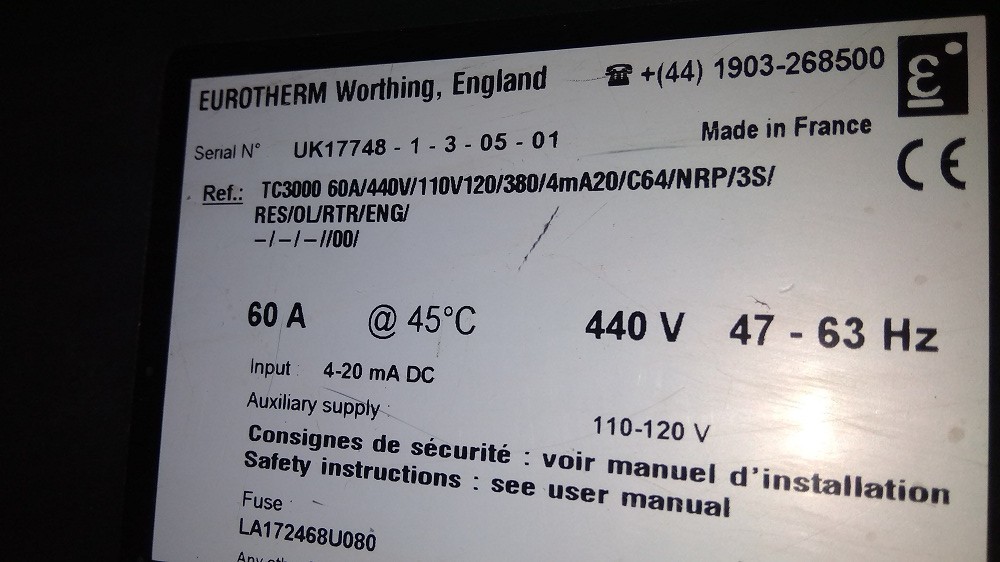 EUROTHERM Worthing, England ☎ +(44) 1903-268500
Made in France
Serial N° UK17748 - 1 - 3 - 05 - 01
CE
Ref.: TC3000 60A/440V/110V120/380/4mA20/C64/NRP/3S/
RES/OL/RTR/ENG/
–/–/–//00/
60 A @ 45°C 440 V 47 - 63 Hz
Input : 4-20 mA DC
Auxiliary supply : 110-120 V
Consignes de sécurité : voir manuel d'installation
Safety instructions : see user manual
Fuse :
LA172468U080